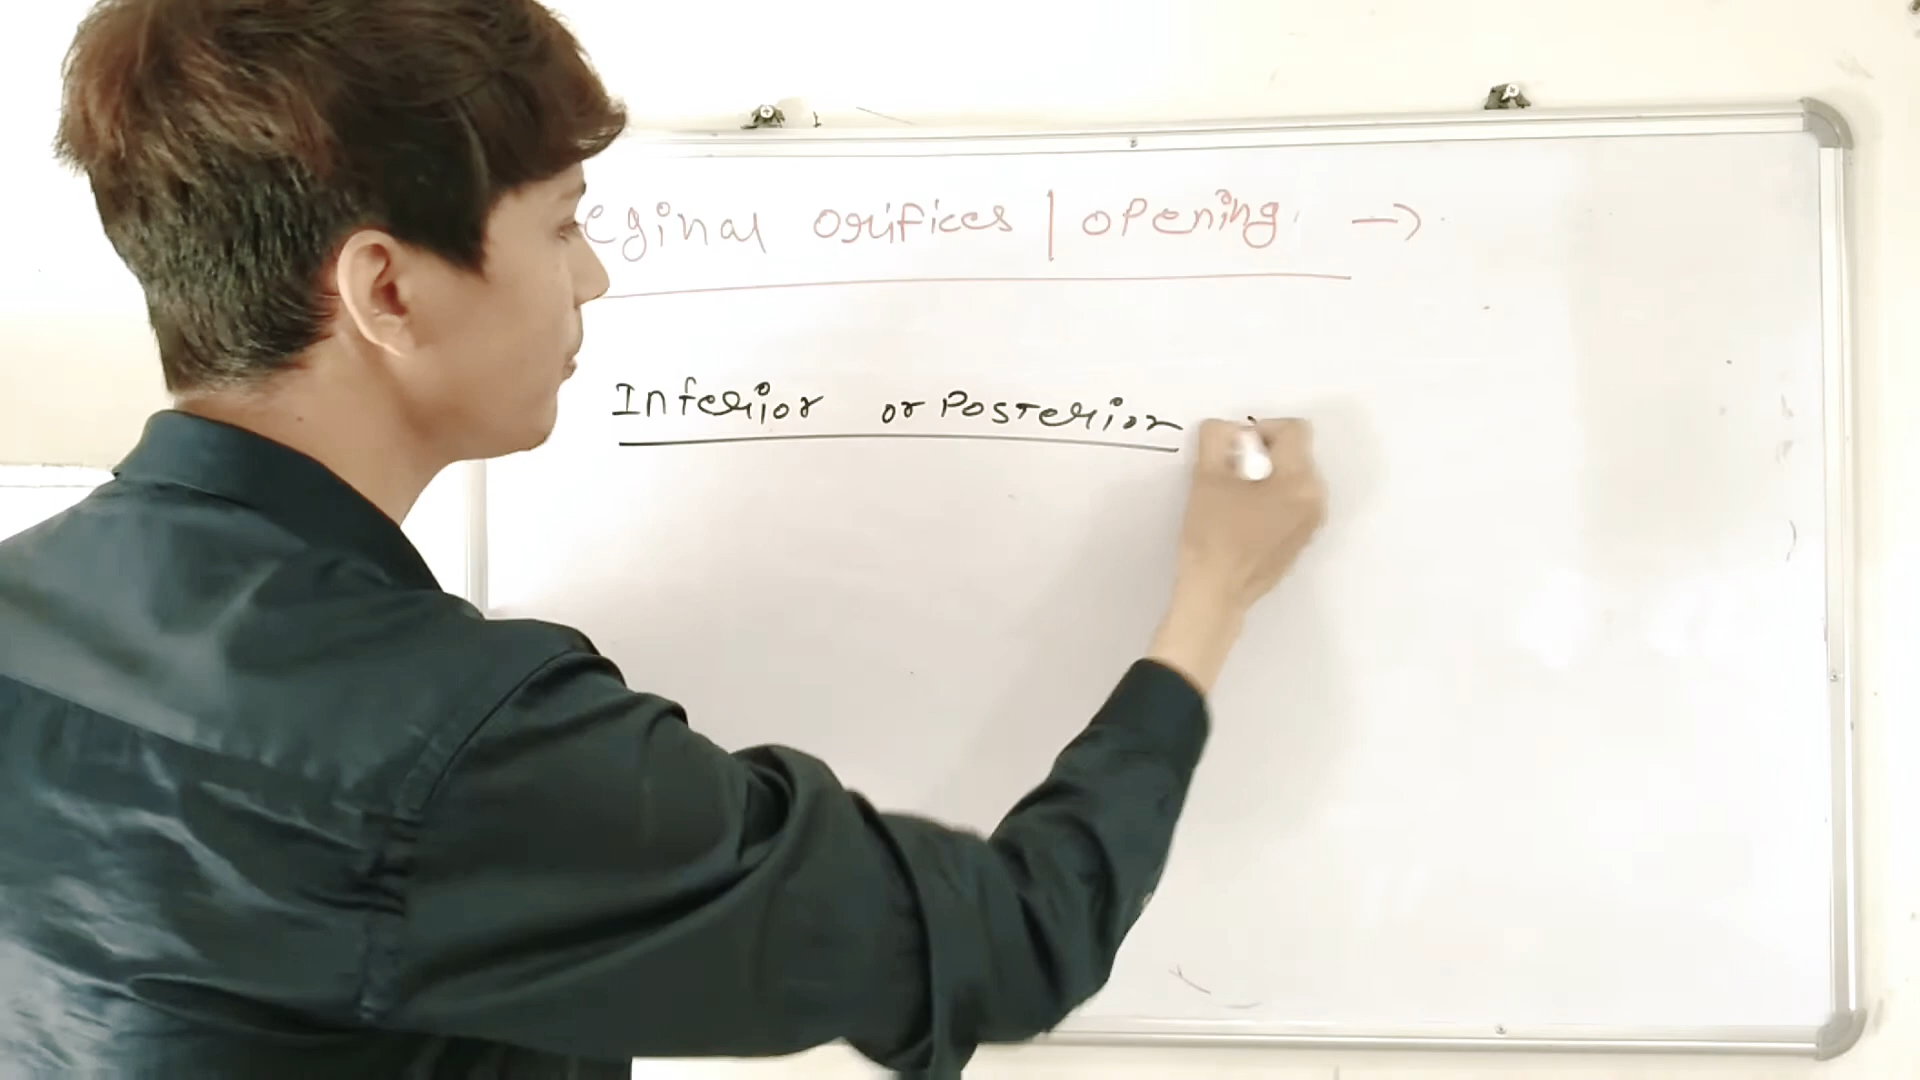 eginal orifices | opening →
Inferior or Posterior